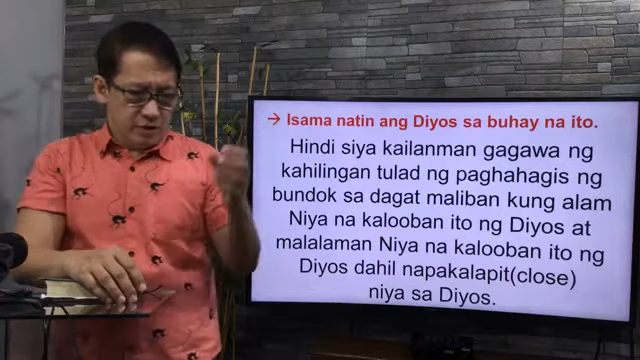 → Isama natin ang Diyos sa buhay na ito.
Hindi siya kailanman gagawa ng
kahilingan tulad ng paghahagis ng
bundok sa dagat maliban kung alam
Niya na kalooban ito ng Diyos at
malalaman Niya na kalooban ito ng
Diyos dahil napakalapit(close)
niya sa Diyos.